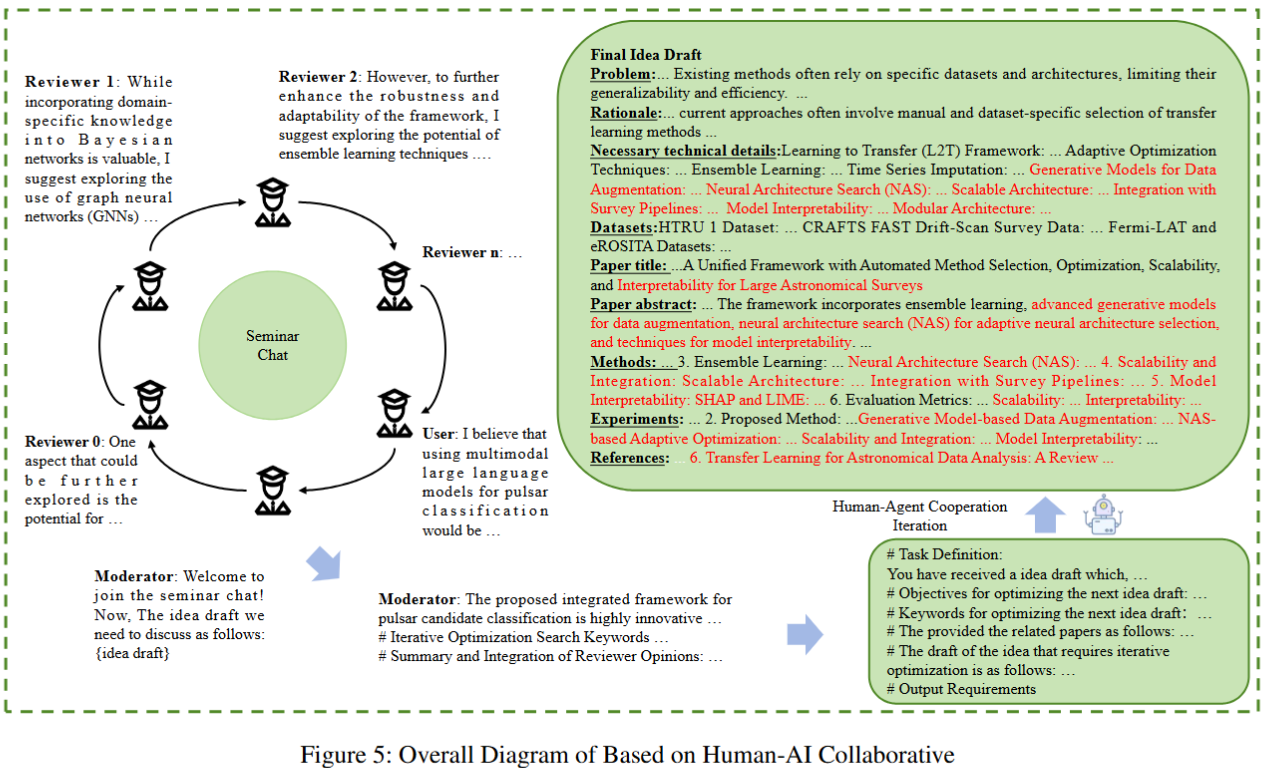 Reviewer 1: While
incorporating domain-
specific knowledge
into Bayesian
networks is valuable, I
suggest exploring the
use of graph neural
networks (GNNs) …
Reviewer 2: However, to further
enhance the robustness and
adaptability of the framework, I
suggest exploring the potential of
ensemble learning techniques ….
Reviewer n: …
Seminar
Chat
Reviewer 0: One
aspect that could
be further
explored is the
potential for …
User: I believe that
using multimodal
large language
models for pulsar
classification
would be …
Moderator: Welcome to
join the seminar chat!
Now, The idea draft we
need to discuss as follows:
{idea draft}
Moderator: The proposed integrated framework for
pulsar candidate classification is highly innovative …
# Iterative Optimization Search Keywords …
# Summary and Integration of Reviewer Opinions: …
# Task Definition:
You have received a idea draft which, …
# Objectives for optimizing the next idea draft: …
# Keywords for optimizing the next idea draft: …
# The provided the related papers as follows: …
# The draft of the idea that requires iterative
optimization is as follows: …
# Output Requirements
Human-Agent Cooperation
Iteration
Final Idea Draft
Problem:... Existing methods often rely on specific datasets and architectures, limiting their
generalizability and efficiency. ...
Rationale:... current approaches often involve manual and dataset-specific selection of transfer
learning methods ...
Necessary technical details:Learning to Transfer (L2T) Framework: ... Adaptive Optimization
Techniques: ... Ensemble Learning: ... Time Series Imputation: ... Generative Models for Data
Augmentation: ... Neural Architecture Search (NAS): ... Scalable Architecture: ... Integration with
Survey Pipelines: ... Model Interpretability: ... Modular Architecture: ...
Datasets:HTRU 1 Dataset: ... CRAFTS FAST Drift-Scan Survey Data: ... Fermi-LAT and
eROSITA Datasets: ...
Paper title: ...A Unified Framework with Automated Method Selection, Optimization, Scalability,
and Interpretability for Large Astronomical Surveys
Paper abstract: ... The framework incorporates ensemble learning, advanced generative models
for data augmentation, neural architecture search (NAS) for adaptive neural architecture selection,
and techniques for model interpretability. ...
Methods: ... 3. Ensemble Learning: ... Neural Architecture Search (NAS): ... 4. Scalability and
Integration: Scalable Architecture: ... Integration with Survey Pipelines: ... 5. Model
Interpretability: SHAP and LIME: ... 6. Evaluation Metrics: ... Scalability: ... Interpretability: ...
Experiments: ... 2. Proposed Method: ...Generative Model-based Data Augmentation: ... NAS-
based Adaptive Optimization: ... Scalability and Integration: ... Model Interpretability: ...
References: ... 6. Transfer Learning for Astronomical Data Analysis: A Review ...
Figure 5: Overall Diagram of Based on Human-AI Collaborative